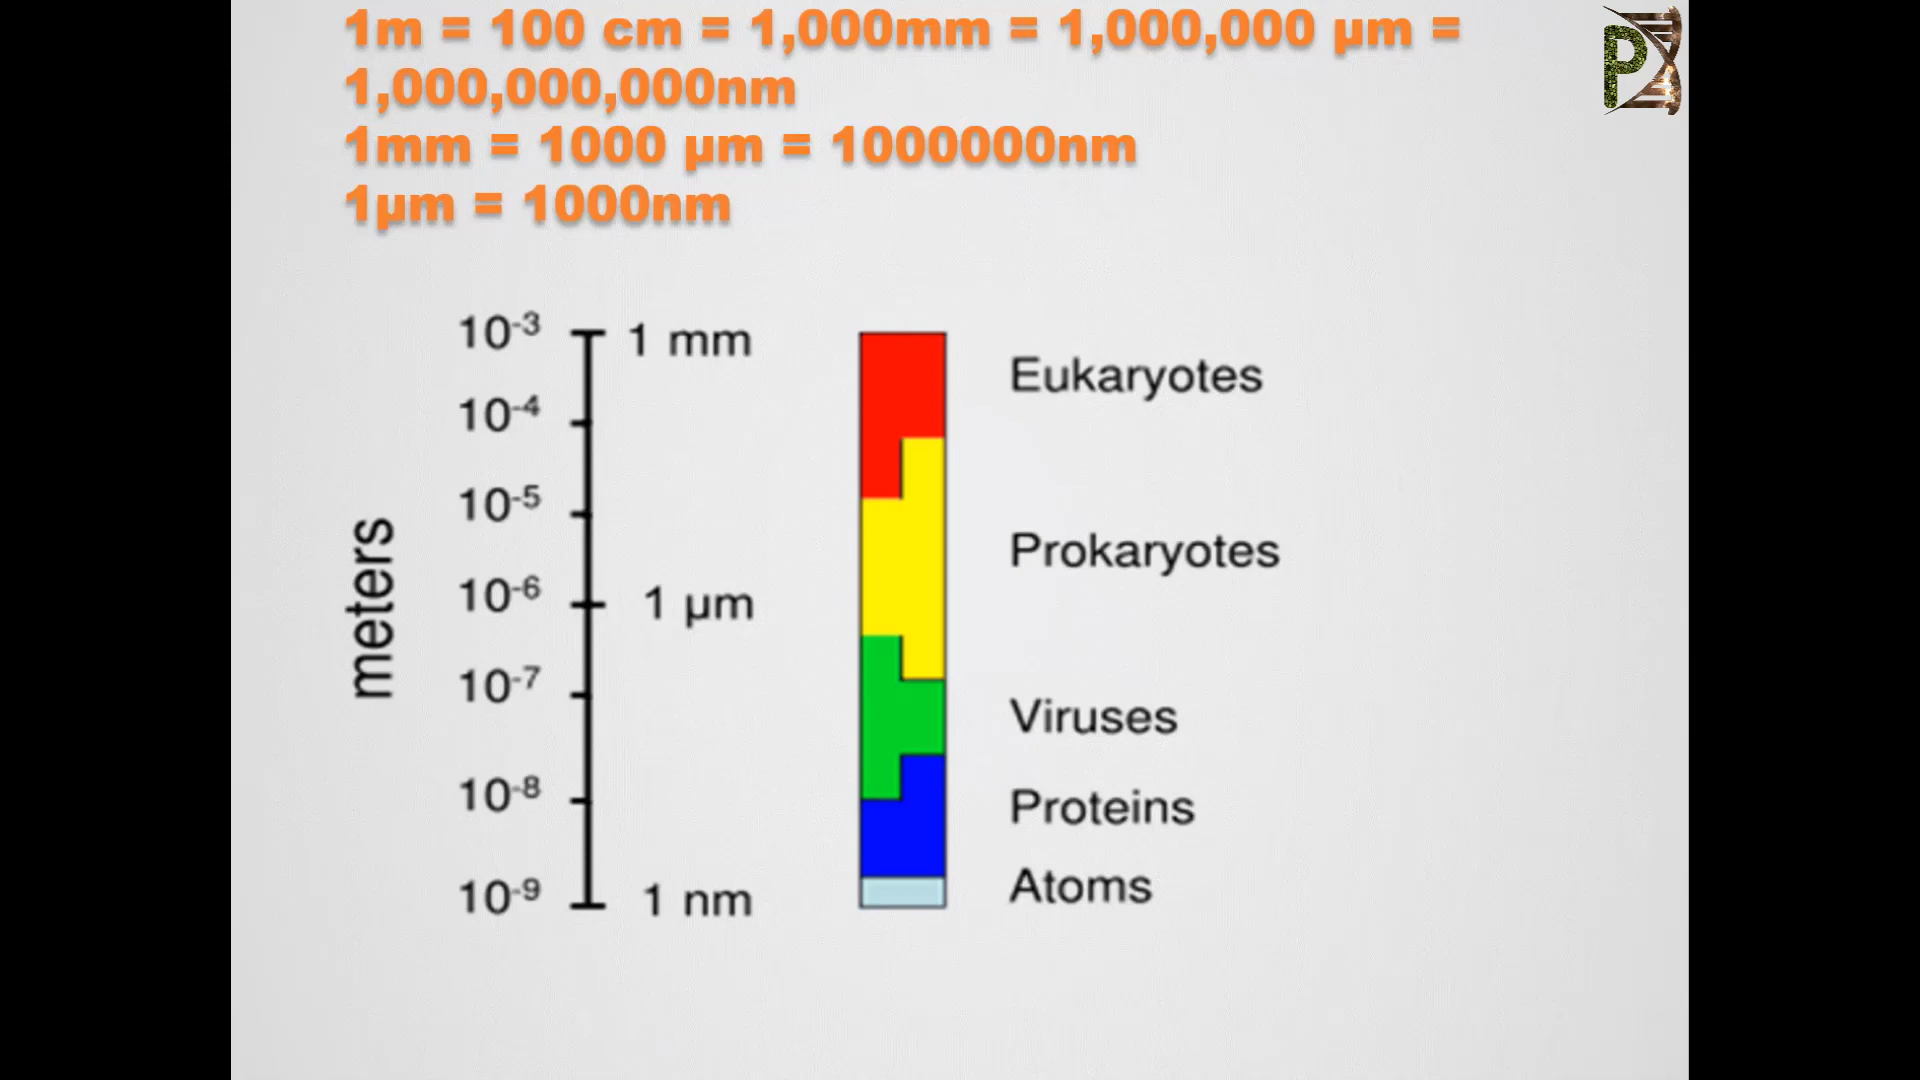 1m = 100 cm = 1,000mm = 1,000,000 µm =
1,000,000,000nm
1mm = 1000 µm = 1000000nm
1µm = 1000nm
meters
10⁻³ 1 mm
10⁻⁴
10⁻⁵
10⁻⁶ 1 µm
10⁻⁷
10⁻⁸
10⁻⁹ 1 nm
Eukaryotes
Prokaryotes
Viruses
Proteins
Atoms
P